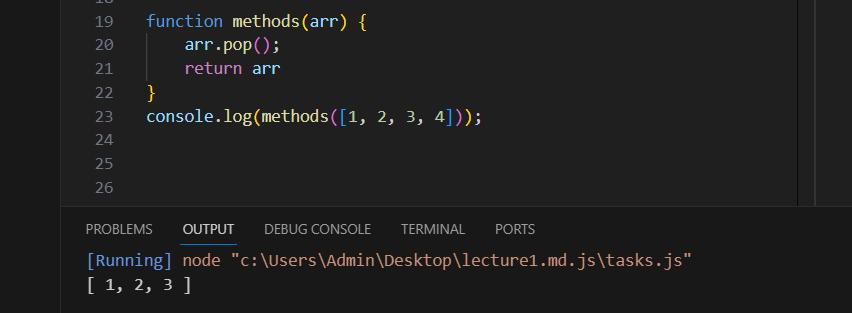 19 function methods(arr) {
20     arr.pop();
21     return arr
22 }
23 console.log(methods([1, 2, 3, 4]));
24
25
26
PROBLEMS OUTPUT DEBUG CONSOLE TERMINAL PORTS
[Running] node "c:\Users\Admin\Desktop\lecture1.md.js\tasks.js"
[ 1, 2, 3 ]